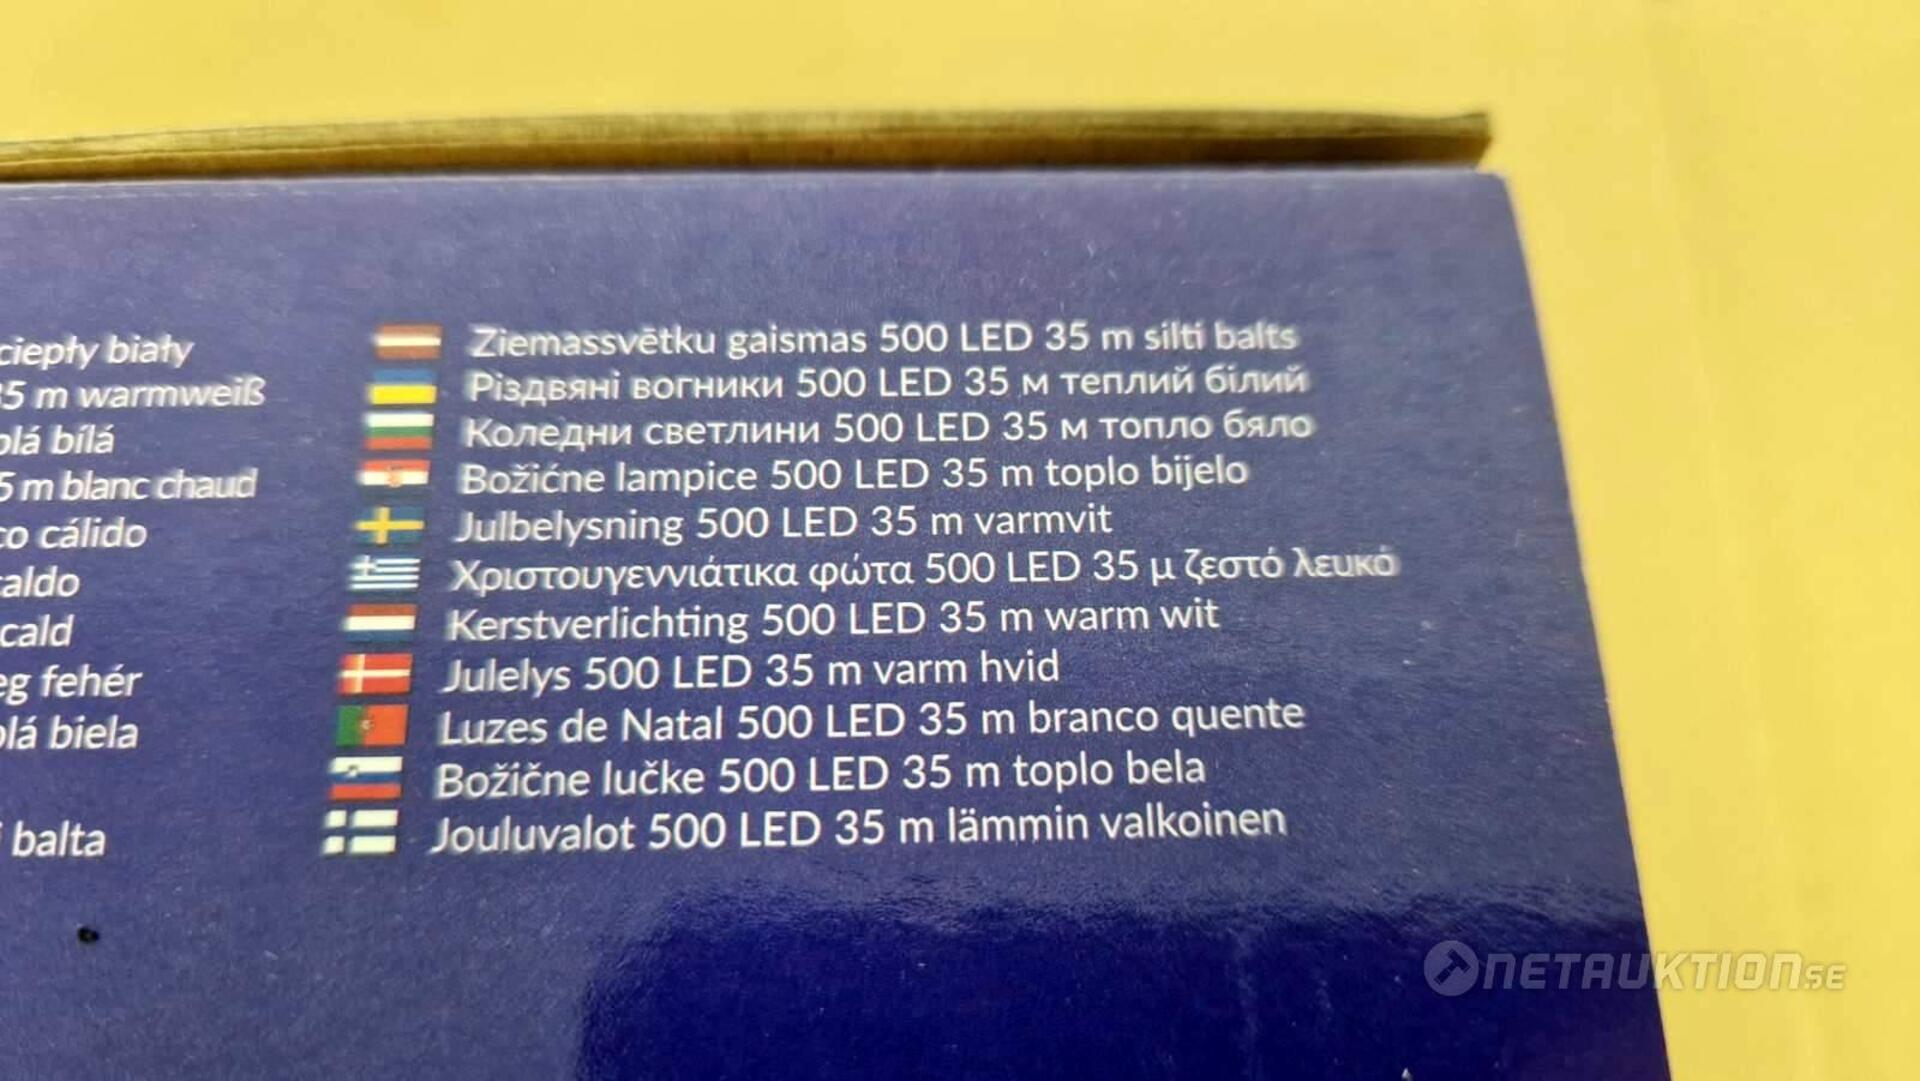 ciepły biały
35 m warmweiß
blá bílá
5 m blanc chaud
co cálido
caldo
cald
eg fehér
plá biela
balta
Ziemassvētku gaismas 500 LED 35 m silti balts
Різдвяні вогники 500 LED 35 м теплий білий
Коледни светлини 500 LED 35 м топло бяло
Božićne lampice 500 LED 35 m toplo bijelo
Julbelysning 500 LED 35 m varmvit
Χριστουγεννιάτικα φώτα 500 LED 35 μ ζεστό λευκό
Kerstverlichting 500 LED 35 m warm wit
Julelys 500 LED 35 m varm hvid
Luzes de Natal 500 LED 35 m branco quente
Božične lučke 500 LED 35 m toplo bela
Jouluvalot 500 LED 35 m lämmin valkoinen
NETAUKTION.SE